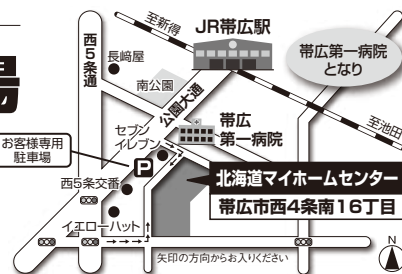 場
至新得
JR帯広駅
帯広第一病院
となり
西5条通
長﨑屋
南公園
公園大通
至池田
セブン
イレブン
帯広
第一病院
お客様専用
駐車場
P
西5条交番
北海道マイホームセンター
帯広市西4条南16丁目
イエローハット
矢印の方向からお入りください
N